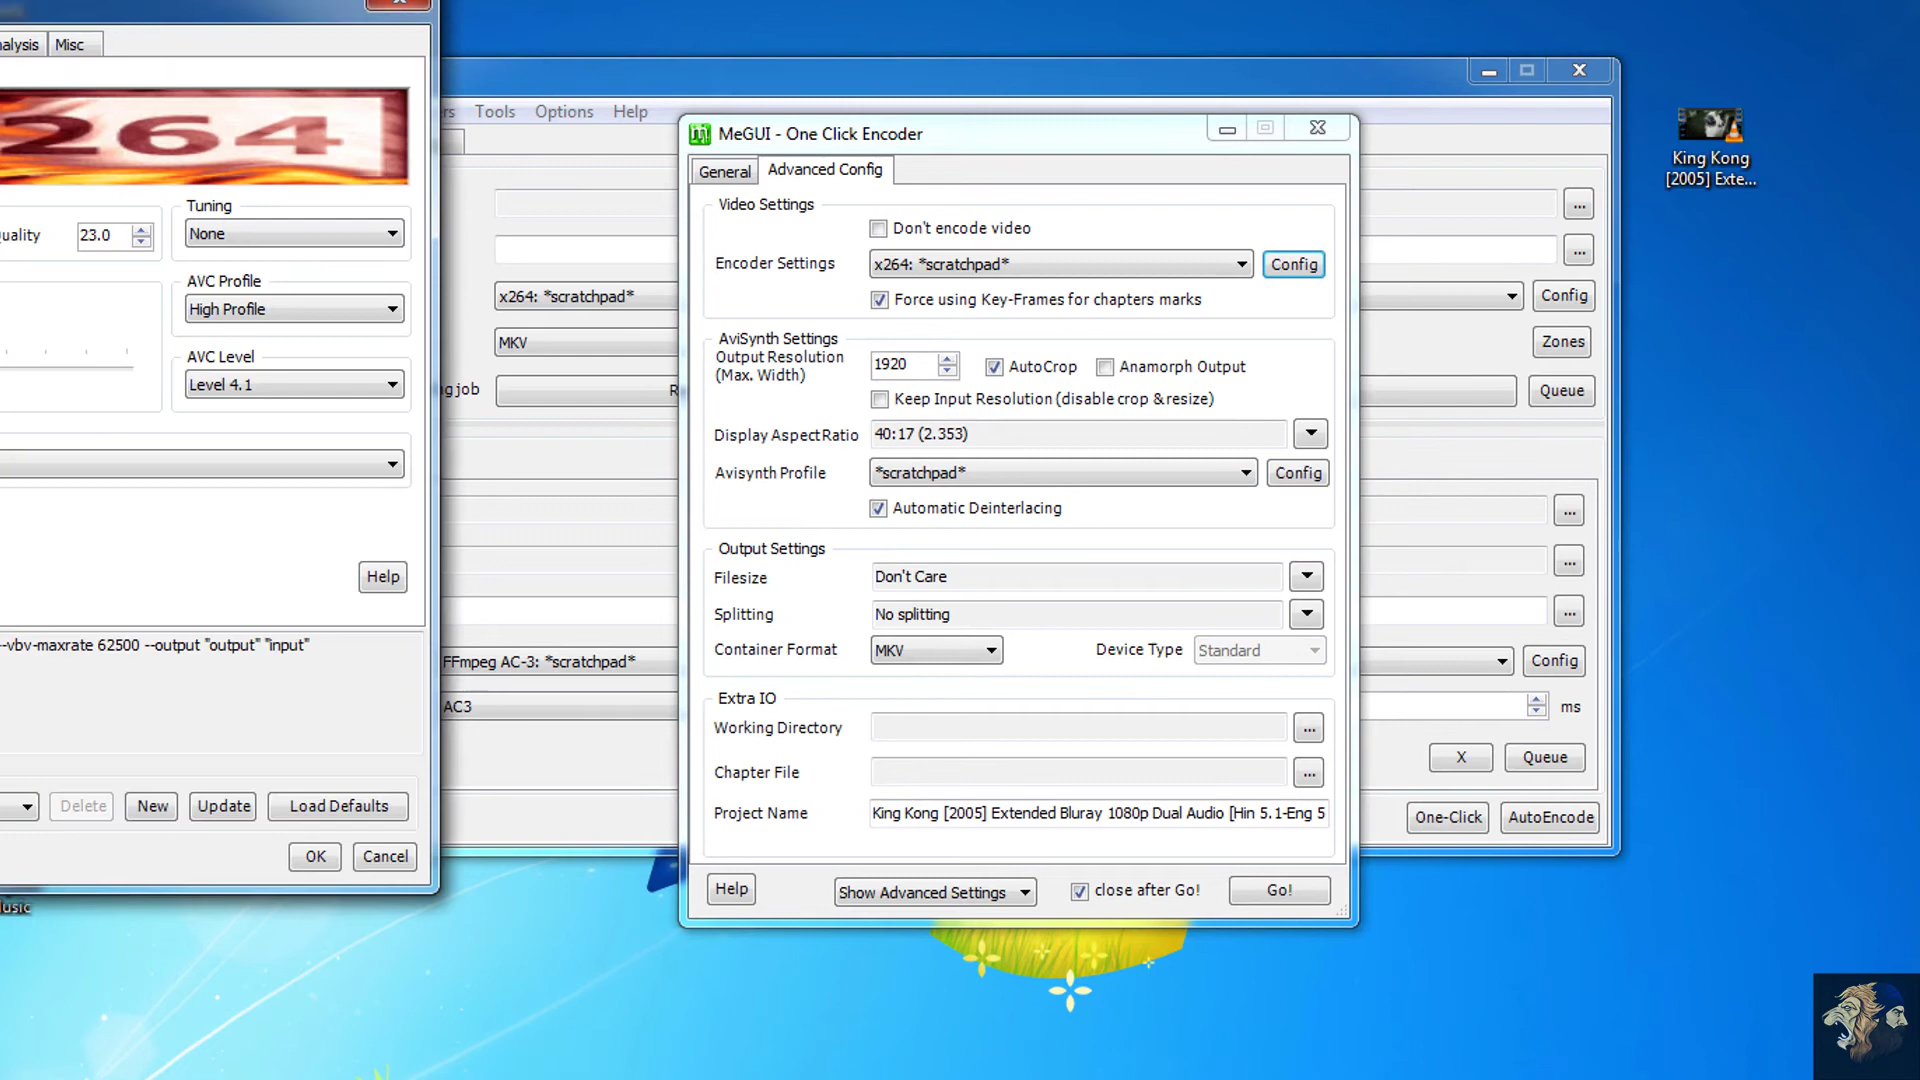 nalysis
Misc
264
Tuning
uality
23.0
None
AVC Profile
High Profile
AVC Level
Level 4.1
Help
--vbv-maxrate 62500 --output "output" "input"
Delete
New
Update
Load Defaults
OK
Cancel
usic
rs
Tools
Options
Help
x264: *scratchpad*
Config
MKV
Zones
g job
R
Queue
FFmpeg AC-3: *scratchpad*
Config
AC3
ms
X
Queue
One-Click
AutoEncode
MeGUI - One Click Encoder
General
Advanced Config
Video Settings
Don't encode video
Encoder Settings
x264: *scratchpad*
Config
Force using Key-Frames for chapters marks
AviSynth Settings
Output Resolution
(Max. Width)
1920
AutoCrop
Anamorph Output
Keep Input Resolution (disable crop & resize)
Display AspectRatio
40:17 (2.353)
Avisynth Profile
*scratchpad*
Config
Automatic Deinterlacing
Output Settings
Filesize
Don't Care
Splitting
No splitting
Container Format
MKV
Device Type
Standard
Extra IO
Working Directory
...
Chapter File
...
Project Name
King Kong [2005] Extended Bluray 1080p Dual Audio [Hin 5.1-Eng 5
Help
Show Advanced Settings
close after Go!
Go!
...
...
...
...
...
King Kong
[2005] Exte...